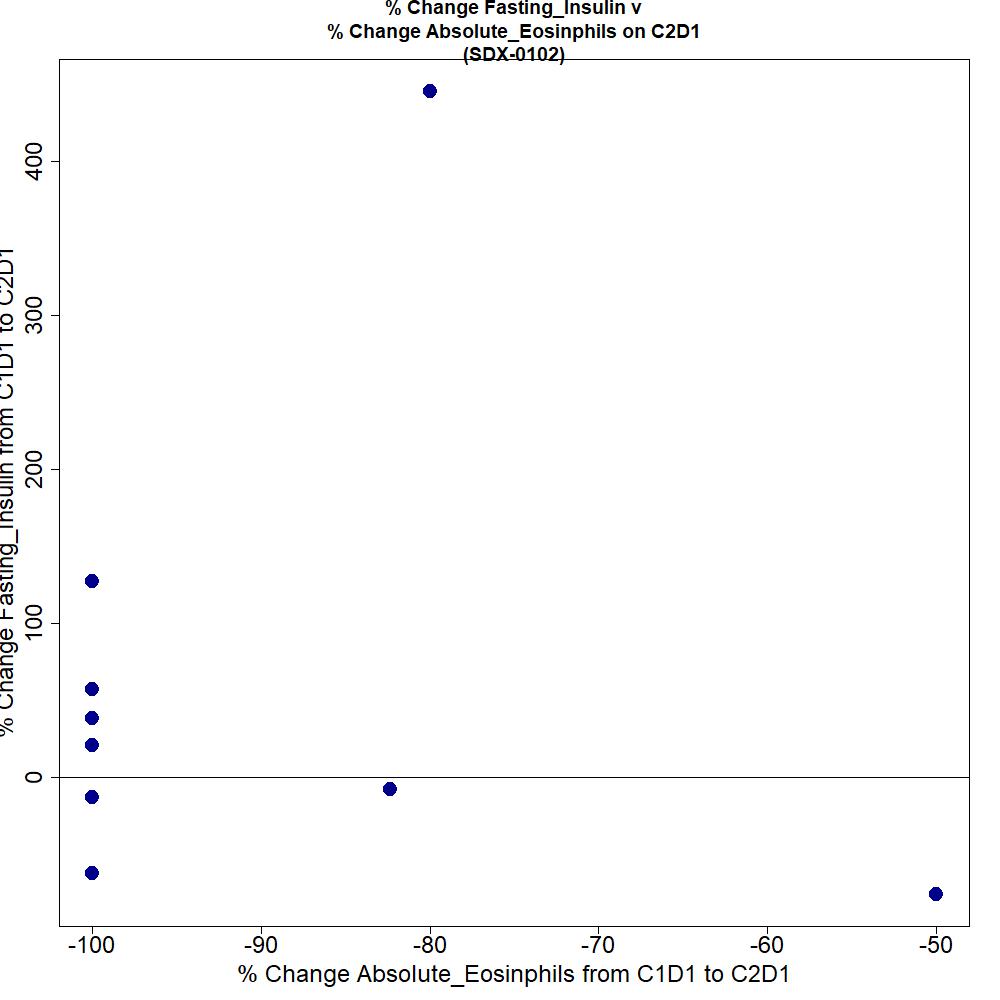 % Change Fasting_Insulin v
% Change Absolute_Eosinphils on C2D1
(SDX-0102)
% Change Fasting_Insulin from C1D1 to C2D1
400
300
200
100
0
-100
-90
-80
-70
-60
-50
% Change Absolute_Eosinphils from C1D1 to C2D1